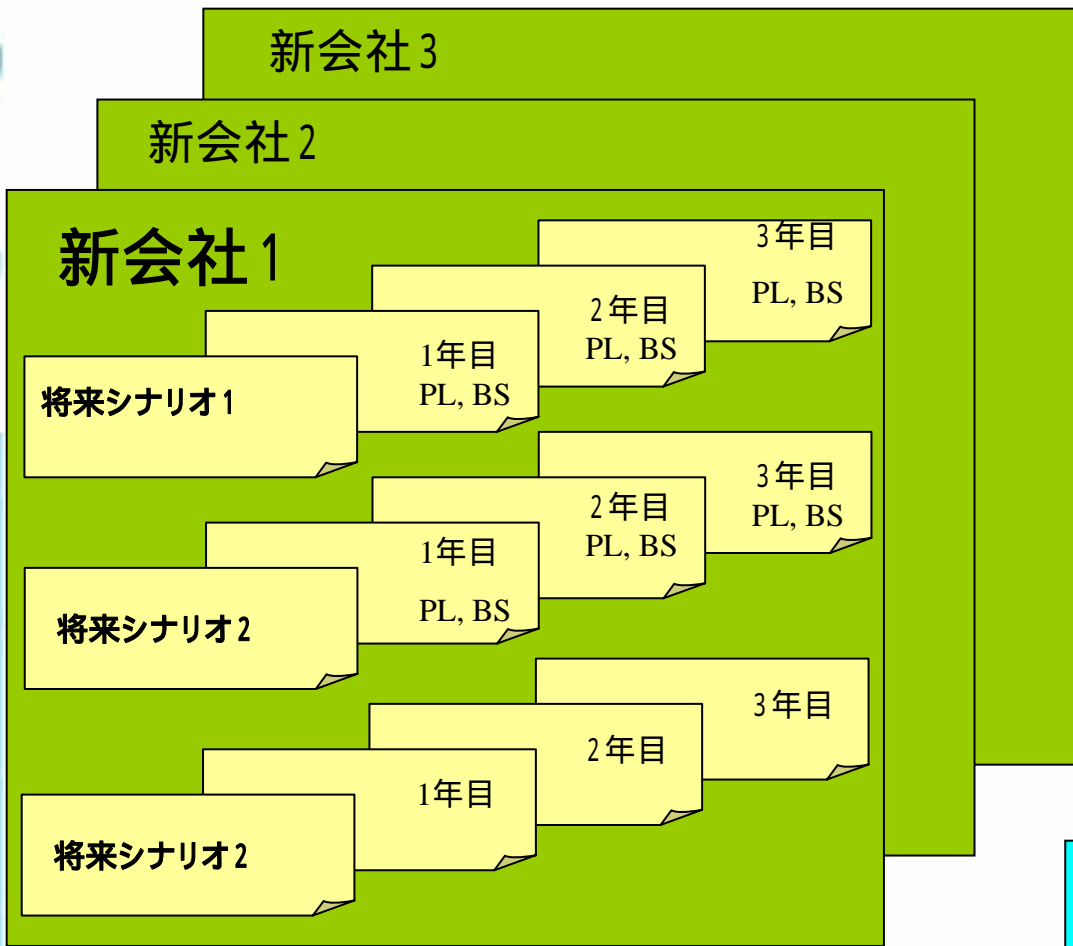 新会社3
新会社2
新会社1
3年目
PL, BS
2年目
PL, BS
1年目
PL, BS
将来シナリオ1
3年目
PL, BS
2年目
PL, BS
1年目
PL, BS
将来シナリオ2
3年目
2年目
1年目
将来シナリオ2